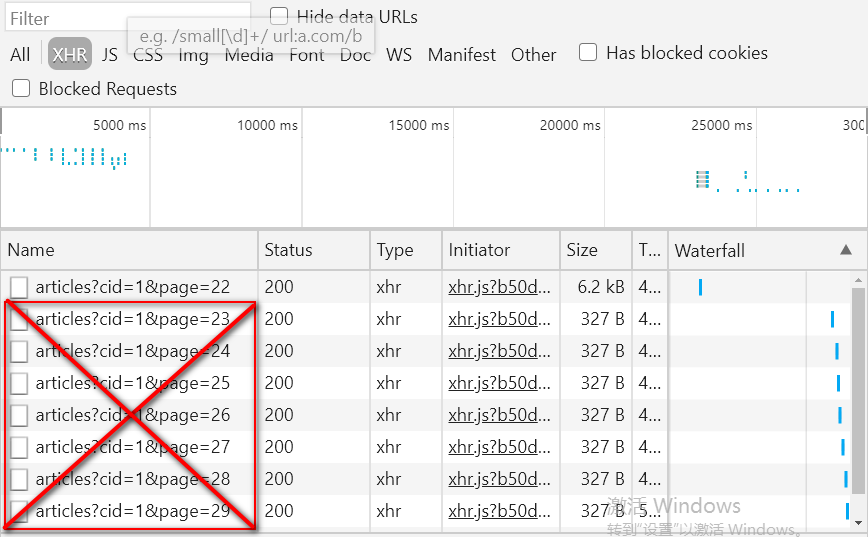 Filter Hide data URLs
e.g. /small[\d]+/ url:a.com/b
All XHR JS CSS Img Media Font Doc WS Manifest Other Has blocked cookies
Blocked Requests
5000 ms 10000 ms 15000 ms 20000 ms 25000 ms 300
Name Status Type Initiator Size T... Waterfall
articles?cid=1&page=22 200 xhr xhr.js?b50d... 6.2 kB 4...
articles?cid=1&page=23 200 xhr xhr.js?b50d... 327 B 4...
articles?cid=1&page=24 200 xhr xhr.js?b50d... 327 B 4...
articles?cid=1&page=25 200 xhr xhr.js?b50d... 327 B 4...
articles?cid=1&page=26 200 xhr xhr.js?b50d... 327 B 4...
articles?cid=1&page=27 200 xhr xhr.js?b50d... 327 B 4...
articles?cid=1&page=28 200 xhr xhr.js?b50d... 327 B 4...
articles?cid=1&page=29 200 xhr xhr.js?b50d... 327 B 5...
激活 Windows
转到"设置"以激活 Windows。